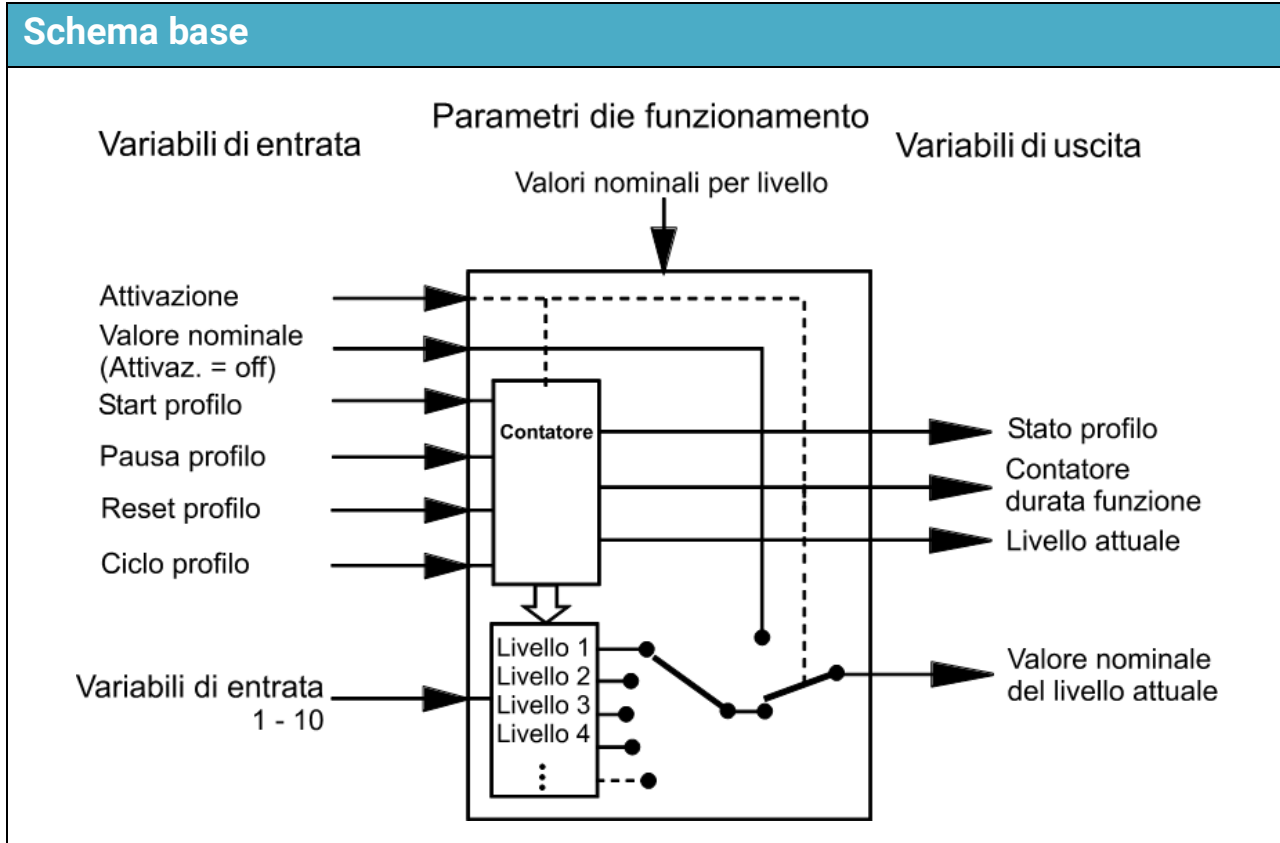 Schema base
Parametri die funzionamento
Variabili di entrata
Variabili di uscita
Valori nominali per livello
Attivazione
Valore nominale
(Attivaz. = off)
Start profilo
Pausa profilo
Reset profilo
Ciclo profilo
Variabili di entrata
1 - 10
Contatore
Livello 1
Livello 2
Livello 3
Livello 4
Stato profilo
Contatore
durata funzione
Livello attuale
Valore nominale
del livello attuale